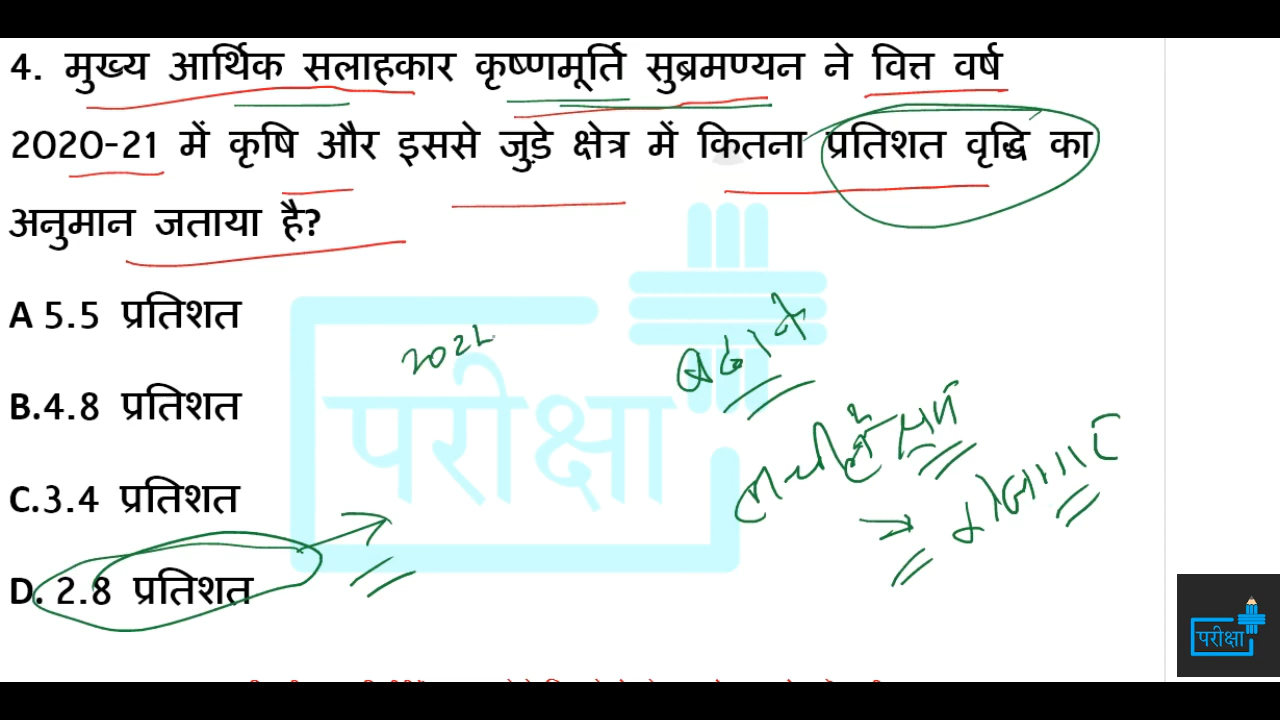 4. मुख्य आर्थिक सलाहकार कृष्णमूर्ति सुब्रमण्यन ने वित्त वर्ष
2020-21 में कृषि और इससे जुड़े क्षेत्र में कितना प्रतिशत वृद्धि का
अनुमान जताया है?
A 5.5 प्रतिशत
B.4.8 प्रतिशत
C.3.4 प्रतिशत
D. 2.8 प्रतिशत
परीक्षा
परीक्षा